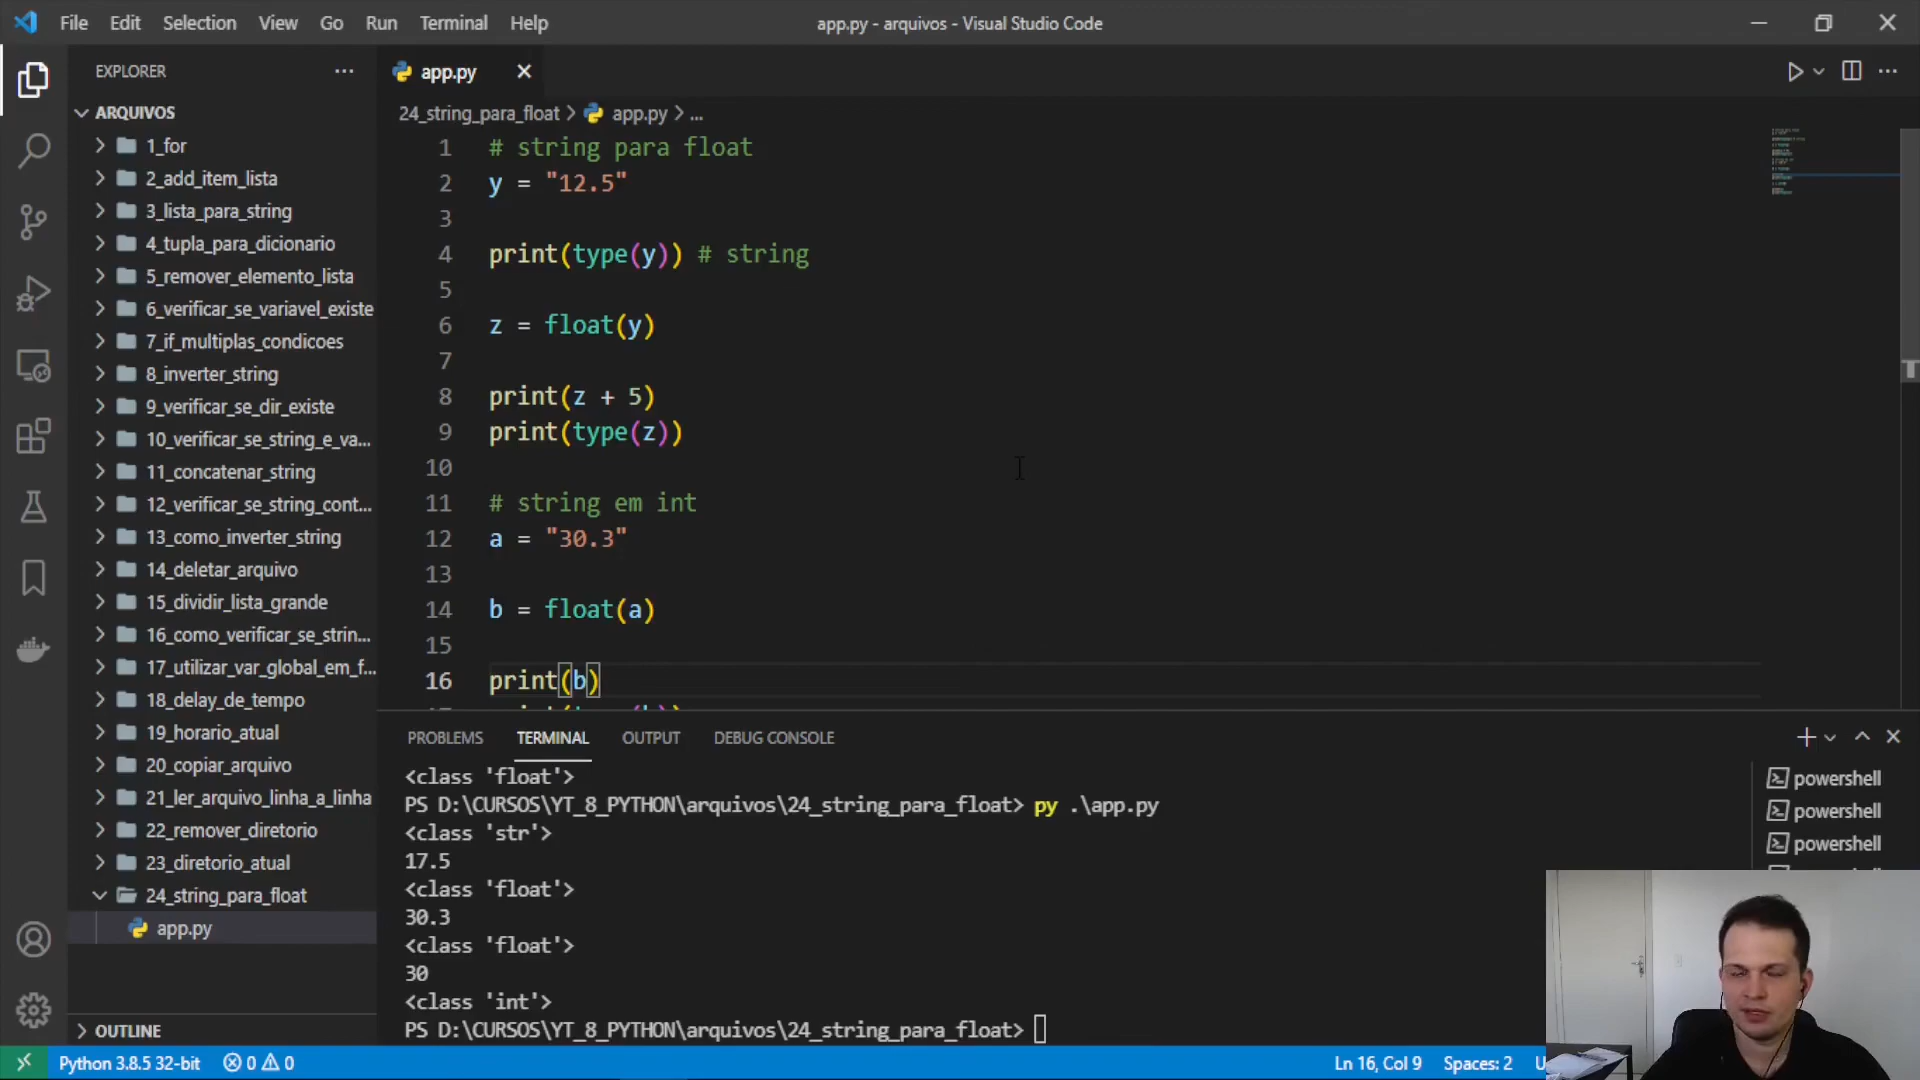 File Edit Selection View Go Run Terminal Help
app.py - arquivos - Visual Studio Code
EXPLORER
ARQUIVOS
1_for
2_add_item_lista
3_lista_para_string
4_tupla_para_dicionario
5_remover_elemento_lista
6_verificar_se_variavel_existe
7_if_multiplas_condicoes
8_inverter_string
9_verificar_se_dir_existe
10_verificar_se_string_e_va...
11_concatenar_string
12_verificar_se_string_cont...
13_como_inverter_string
14_deletar_arquivo
15_dividir_lista_grande
16_como_verificar_se_strin...
17_utilizar_var_global_em_f...
18_delay_de_tempo
19_horario_atual
20_copiar_arquivo
21_ler_arquivo_linha_a_linha
22_remover_diretorio
23_diretorio_atual
24_string_para_float
app.py
OUTLINE
app.py
24_string_para_float > app.py > ...
1 # string para float
2 y = "12.5"
3
4 print(type(y)) # string
5
6 z = float(y)
7
8 print(z + 5)
9 print(type(z))
10
11 # string em int
12 a = "30.3"
13
14 b = float(a)
15
16 print(b)
PROBLEMS TERMINAL OUTPUT DEBUG CONSOLE
<class 'float'>
PS D:\CURSOS\YT_8_PYTHON\arquivos\24_string_para_float> py .\app.py
<class 'str'>
17.5
<class 'float'>
30.3
<class 'float'>
30
<class 'int'>
PS D:\CURSOS\YT_8_PYTHON\arquivos\24_string_para_float>
powershell
powershell
powershell
Python 3.8.5 32-bit 0 0
Ln 16, Col 9 Spaces: 2